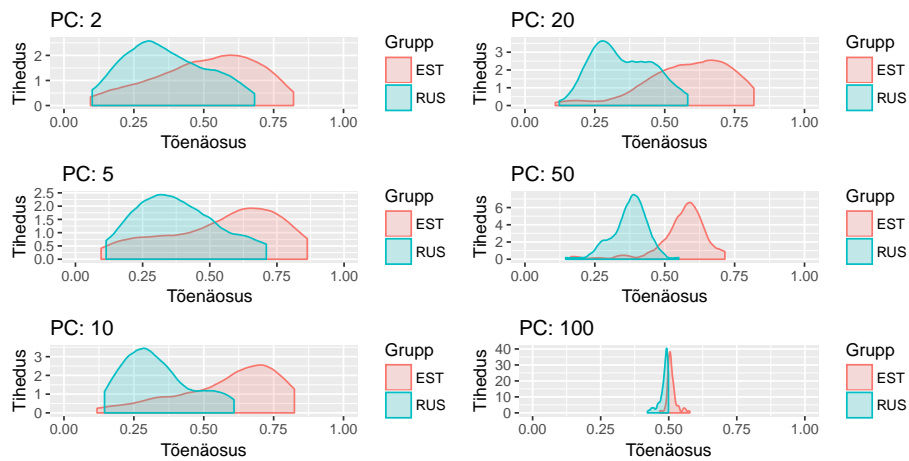 PC: 2
2
1
0
Tihedus
0.00 0.25 0.50 0.75 1.00
Tõenäosus
Grupp
EST
RUS
PC: 20
3
2
1
0
Tihedus
0.00 0.25 0.50 0.75 1.00
Tõenäosus
Grupp
EST
RUS
PC: 5
2.5
2.0
1.5
1.0
0.5
0.0
Tihedus
0.00 0.25 0.50 0.75 1.00
Tõenäosus
Grupp
EST
RUS
PC: 50
6
4
2
0
Tihedus
0.00 0.25 0.50 0.75 1.00
Tõenäosus
Grupp
EST
RUS
PC: 10
3
2
1
0
Tihedus
0.00 0.25 0.50 0.75 1.00
Tõenäosus
Grupp
EST
RUS
PC: 100
40
30
20
10
0
Tihedus
0.00 0.25 0.50 0.75 1.00
Tõenäosus
Grupp
EST
RUS